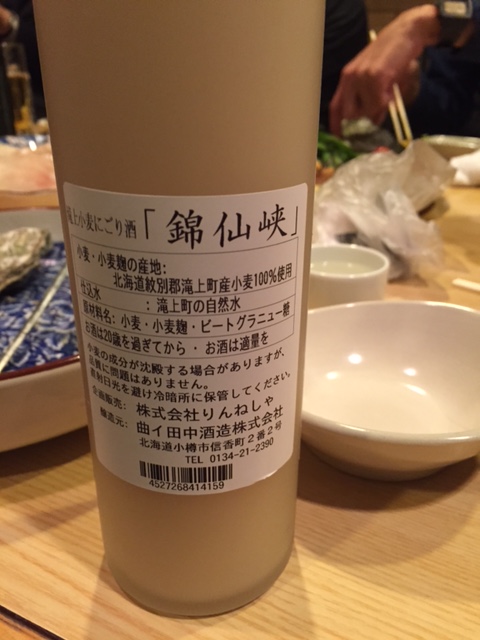 滝上小麦にごり酒「錦仙峡」
小麦・小麦麹の産地:
北海道紋別郡滝上町産小麦100%使用
仕込水 : 滝上町の自然水
原材料名: 小麦・小麦麹・ビートグラニュー糖
お酒は20歳を過ぎてから・お酒は適量を
小麦の成分が沈殿する場合がありますが、
品質に問題はありません。
直射日光を避け冷暗所に保管してください。
企画販売: 株式会社りんねしゃ
醸造元: 曲イ田中酒造株式会社
北海道小樽市信香町2番2号
TEL 0134-21-2390
4527268414159